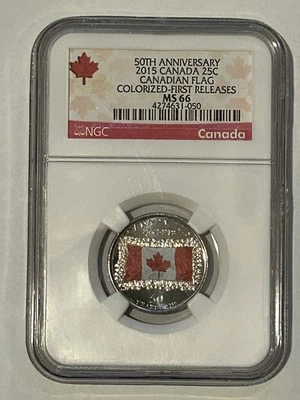 50TH ANNIVERSARY
2015 CANADA 25C
CANADIAN FLAG
COLORIZED-FIRST RELEASES
MS 66
4274631-050
NGC Canada